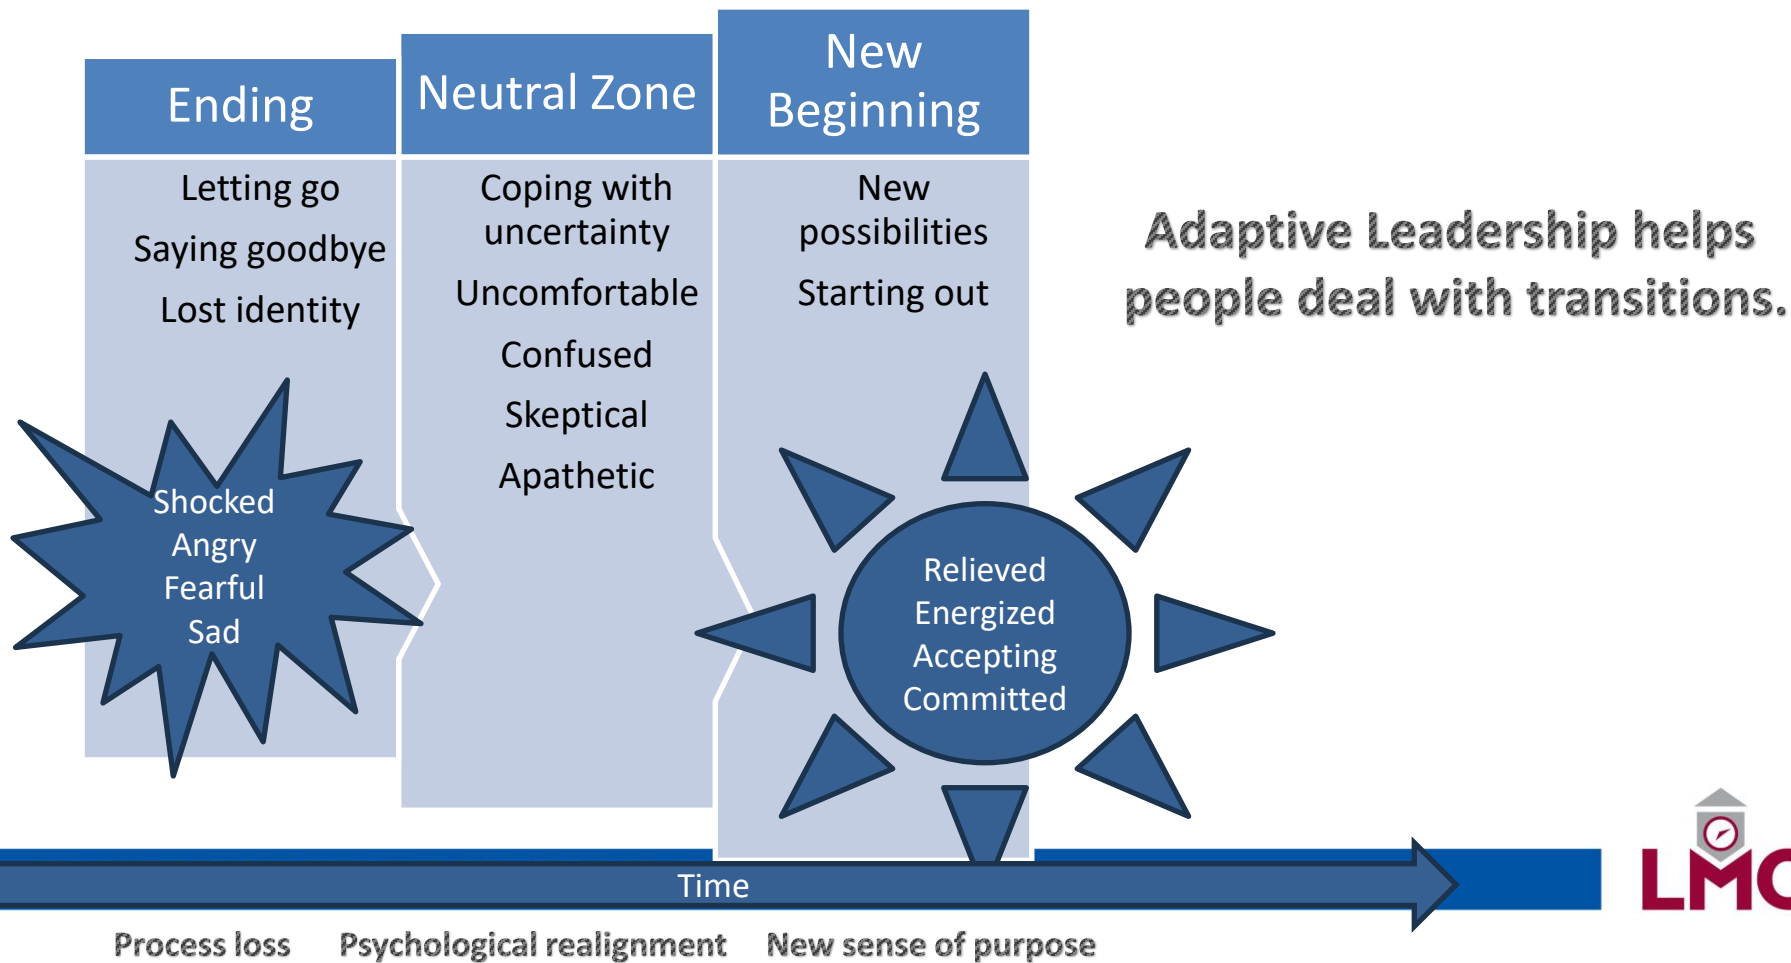 Ending
Letting go
Saying goodbye
Lost identity
Shocked
Angry
Fearful
Sad
Neutral Zone
Coping with
uncertainty
Uncomfortable
Confused
Skeptical
Apathetic
New
Beginning
New
possibilities
Starting out
Relieved
Energized
Accepting
Committed
Adaptive Leadership helps
people deal with transitions.
Time
Process loss
Psychological realignment
New sense of purpose
LMC